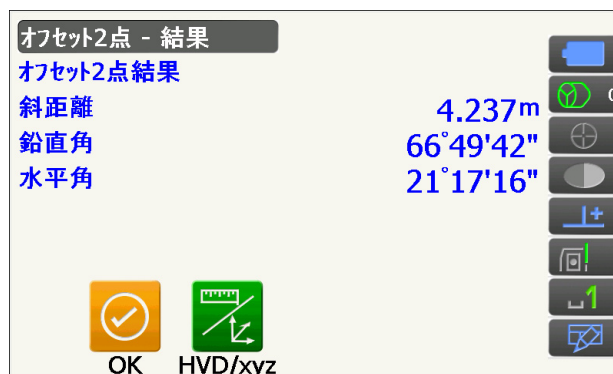 オフセット2点 - 結果
オフセット2点結果
斜距離 4.237m
鉛直角 66°49'42"
水平角 21°17'16"
OK HVD/xyz